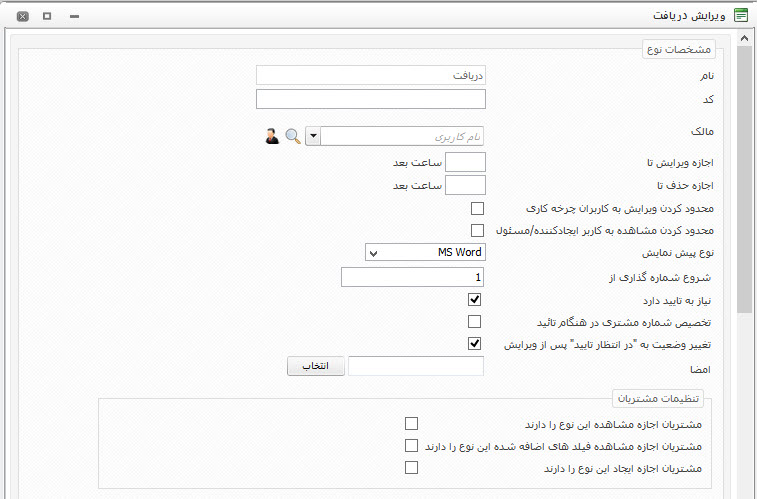 ویرایش دریافت
مشخصات نوع
نام دریافت
کد
مالک نام کاربری
اجازه ویرایش تا ساعت بعد
اجازه حذف تا ساعت بعد
محدود کردن ویرایش به کاربران چرخه کاری
محدود کردن مشاهده به کاربر ایجادکننده/مسئول
نوع پیش نمایش MS Word
شروع شماره گذاری از 1
نیاز به تایید دارد
تخصیص شماره مشتری در هنگام تائید
تغییر وضعیت به "در انتظار تایید" پس از ویرایش
امضا انتخاب
تنظیمات مشتریان
مشتریان اجازه مشاهده این نوع را دارند
مشتریان اجازه مشاهده فیلد های اضافه شده این نوع را دارند
مشتریان اجازه ایجاد این نوع را دارند